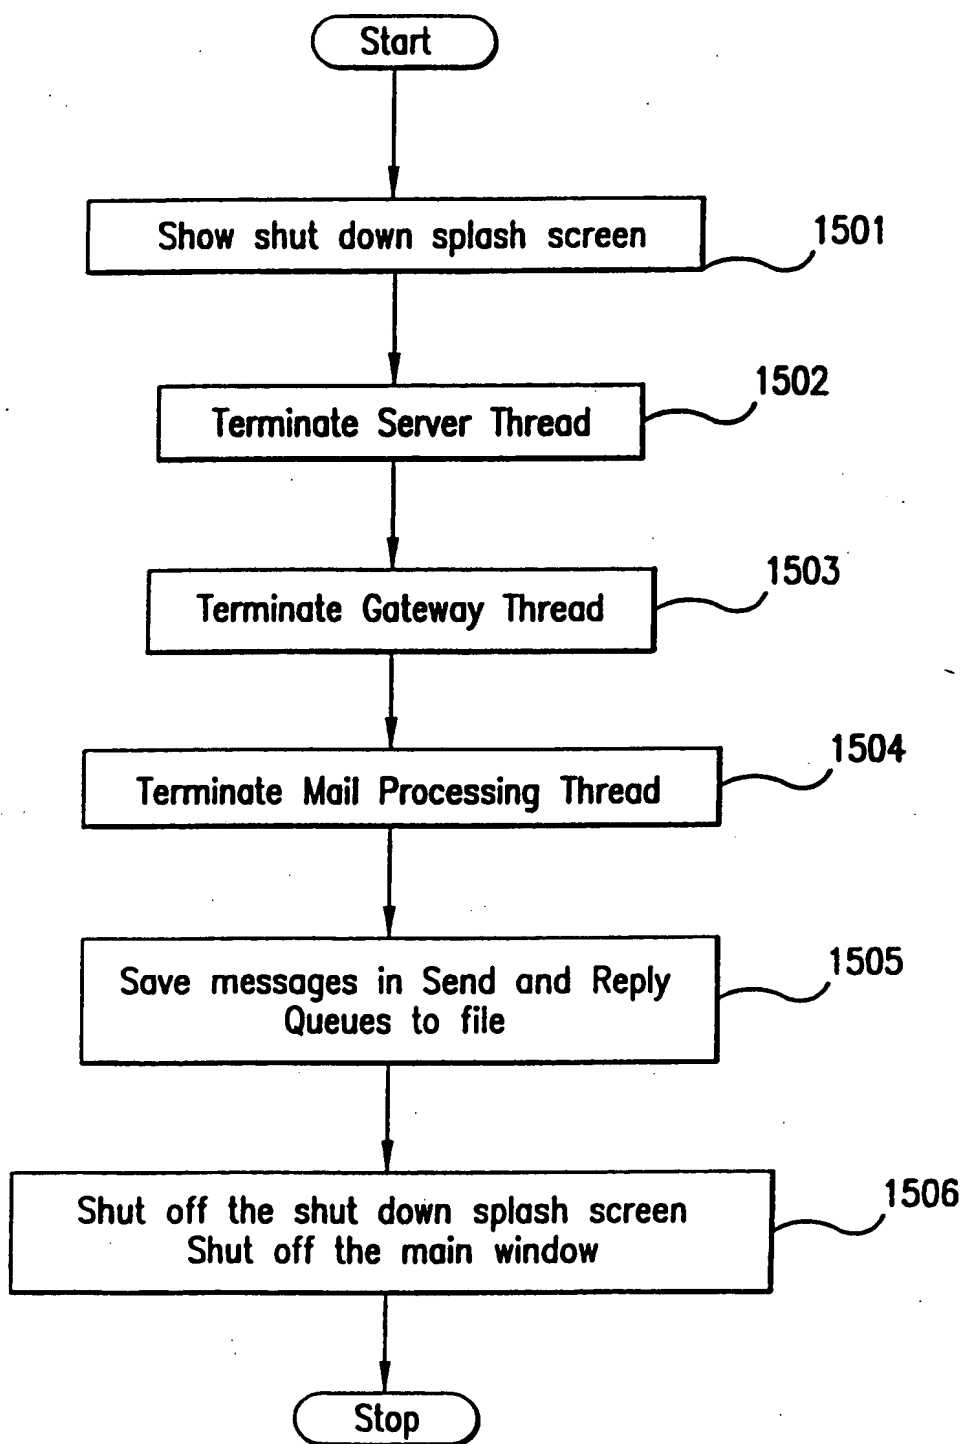 Start
Show shut down splash screen
1501
Terminate Server Thread
1502
Terminate Gateway Thread
1503
Terminate Mail Processing Thread
1504
Save messages in Send and Reply
Queues to file
1505
Shut off the shut down splash screen
Shut off the main window
1506
Stop